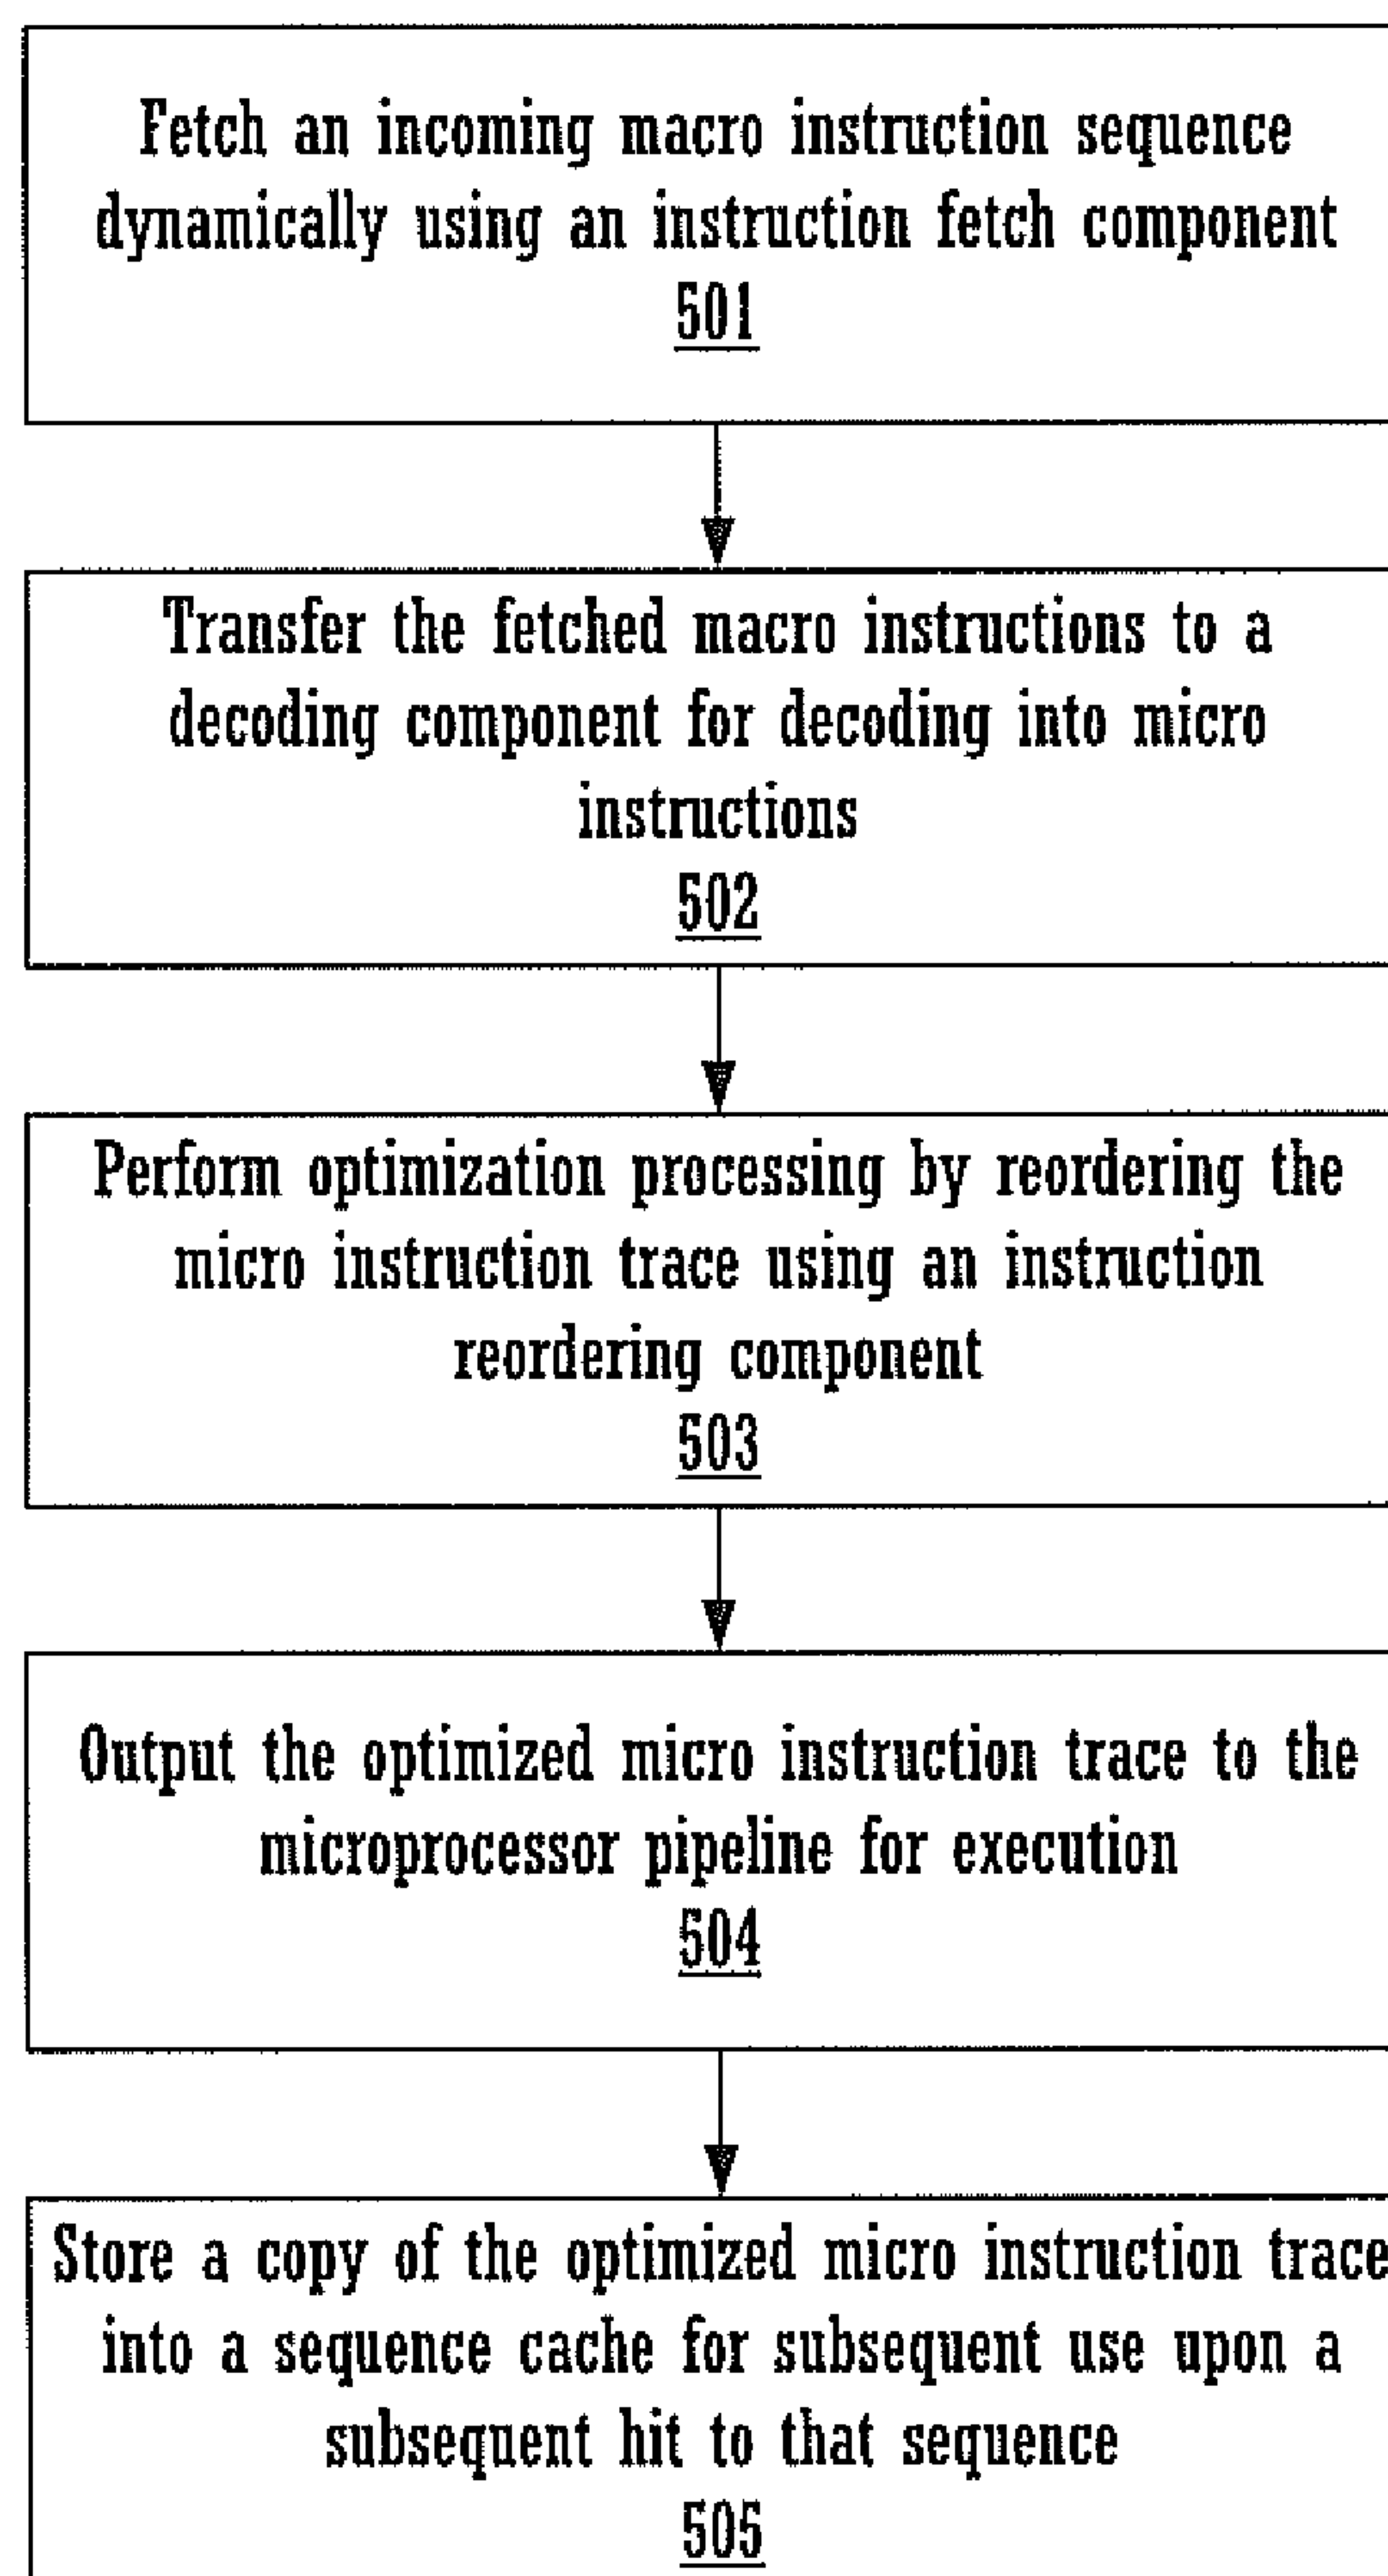 Fetch an incoming macro instruction sequence
dynamically using an instruction fetch component
501
Transfer the fetched macro instructions to a
decoding component for decoding into micro
instructions
502
Perform optimization processing by reordering the
micro instruction trace using an instruction
reordering component
503
Output the optimized micro instruction trace to the
microprocessor pipeline for execution
504
Store a copy of the optimized micro instruction trace
into a sequence cache for subsequent use upon a
subsequent hit to that sequence
505